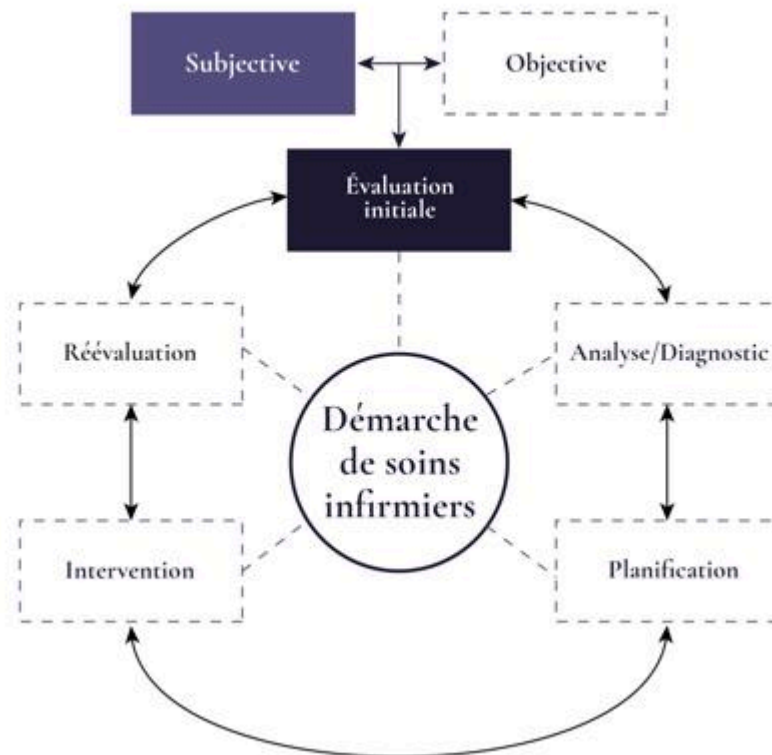 Subjective
Objective
Évaluation
initiale
Réévaluation
Analyse/Diagnostic
Démarche
de soins
infirmiers
Intervention
Planification